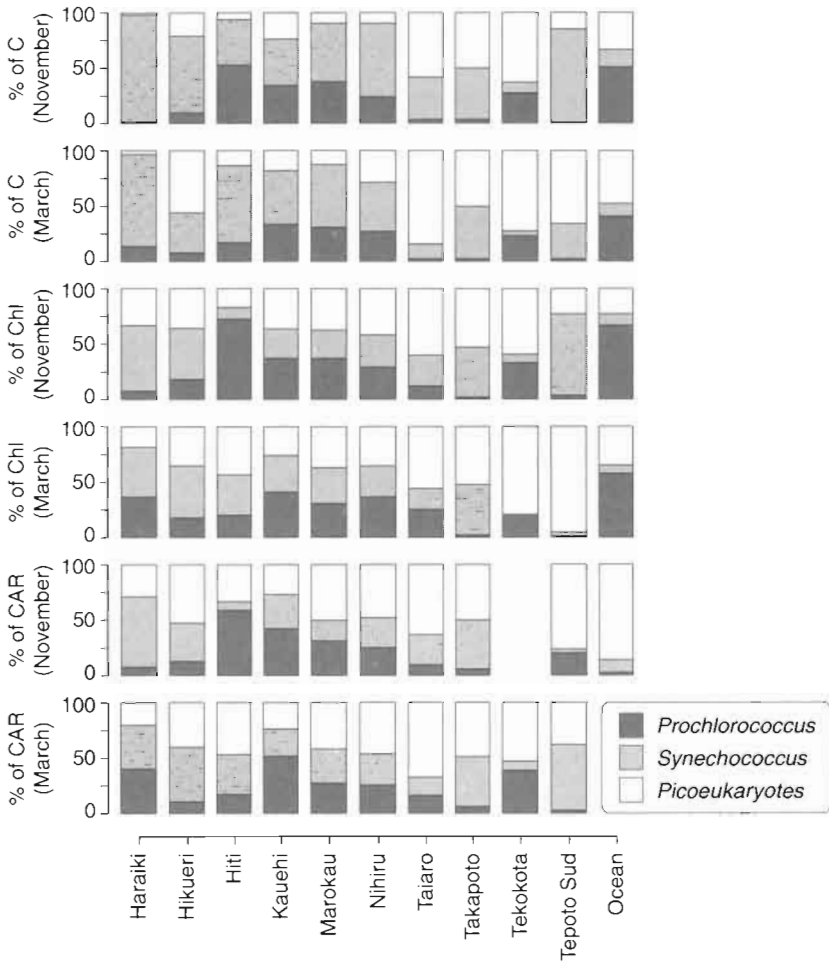 % of C
(November)
100
50
0
% of C
(March)
100
50
0
% of Chl
(November)
100
50
0
% of Chl
(March)
100
50
0
% of CAR
(November)
100
50
0
% of CAR
(March)
100
50
0
Prochlorococcus
Synechococcus
Picoeukaryotes
Haraiki
Hikueri
Hiti
Kauehi
Marokau
Nihiru
Taiaro
Takapoto
Tekokota
Tepoto Sud
Ocean